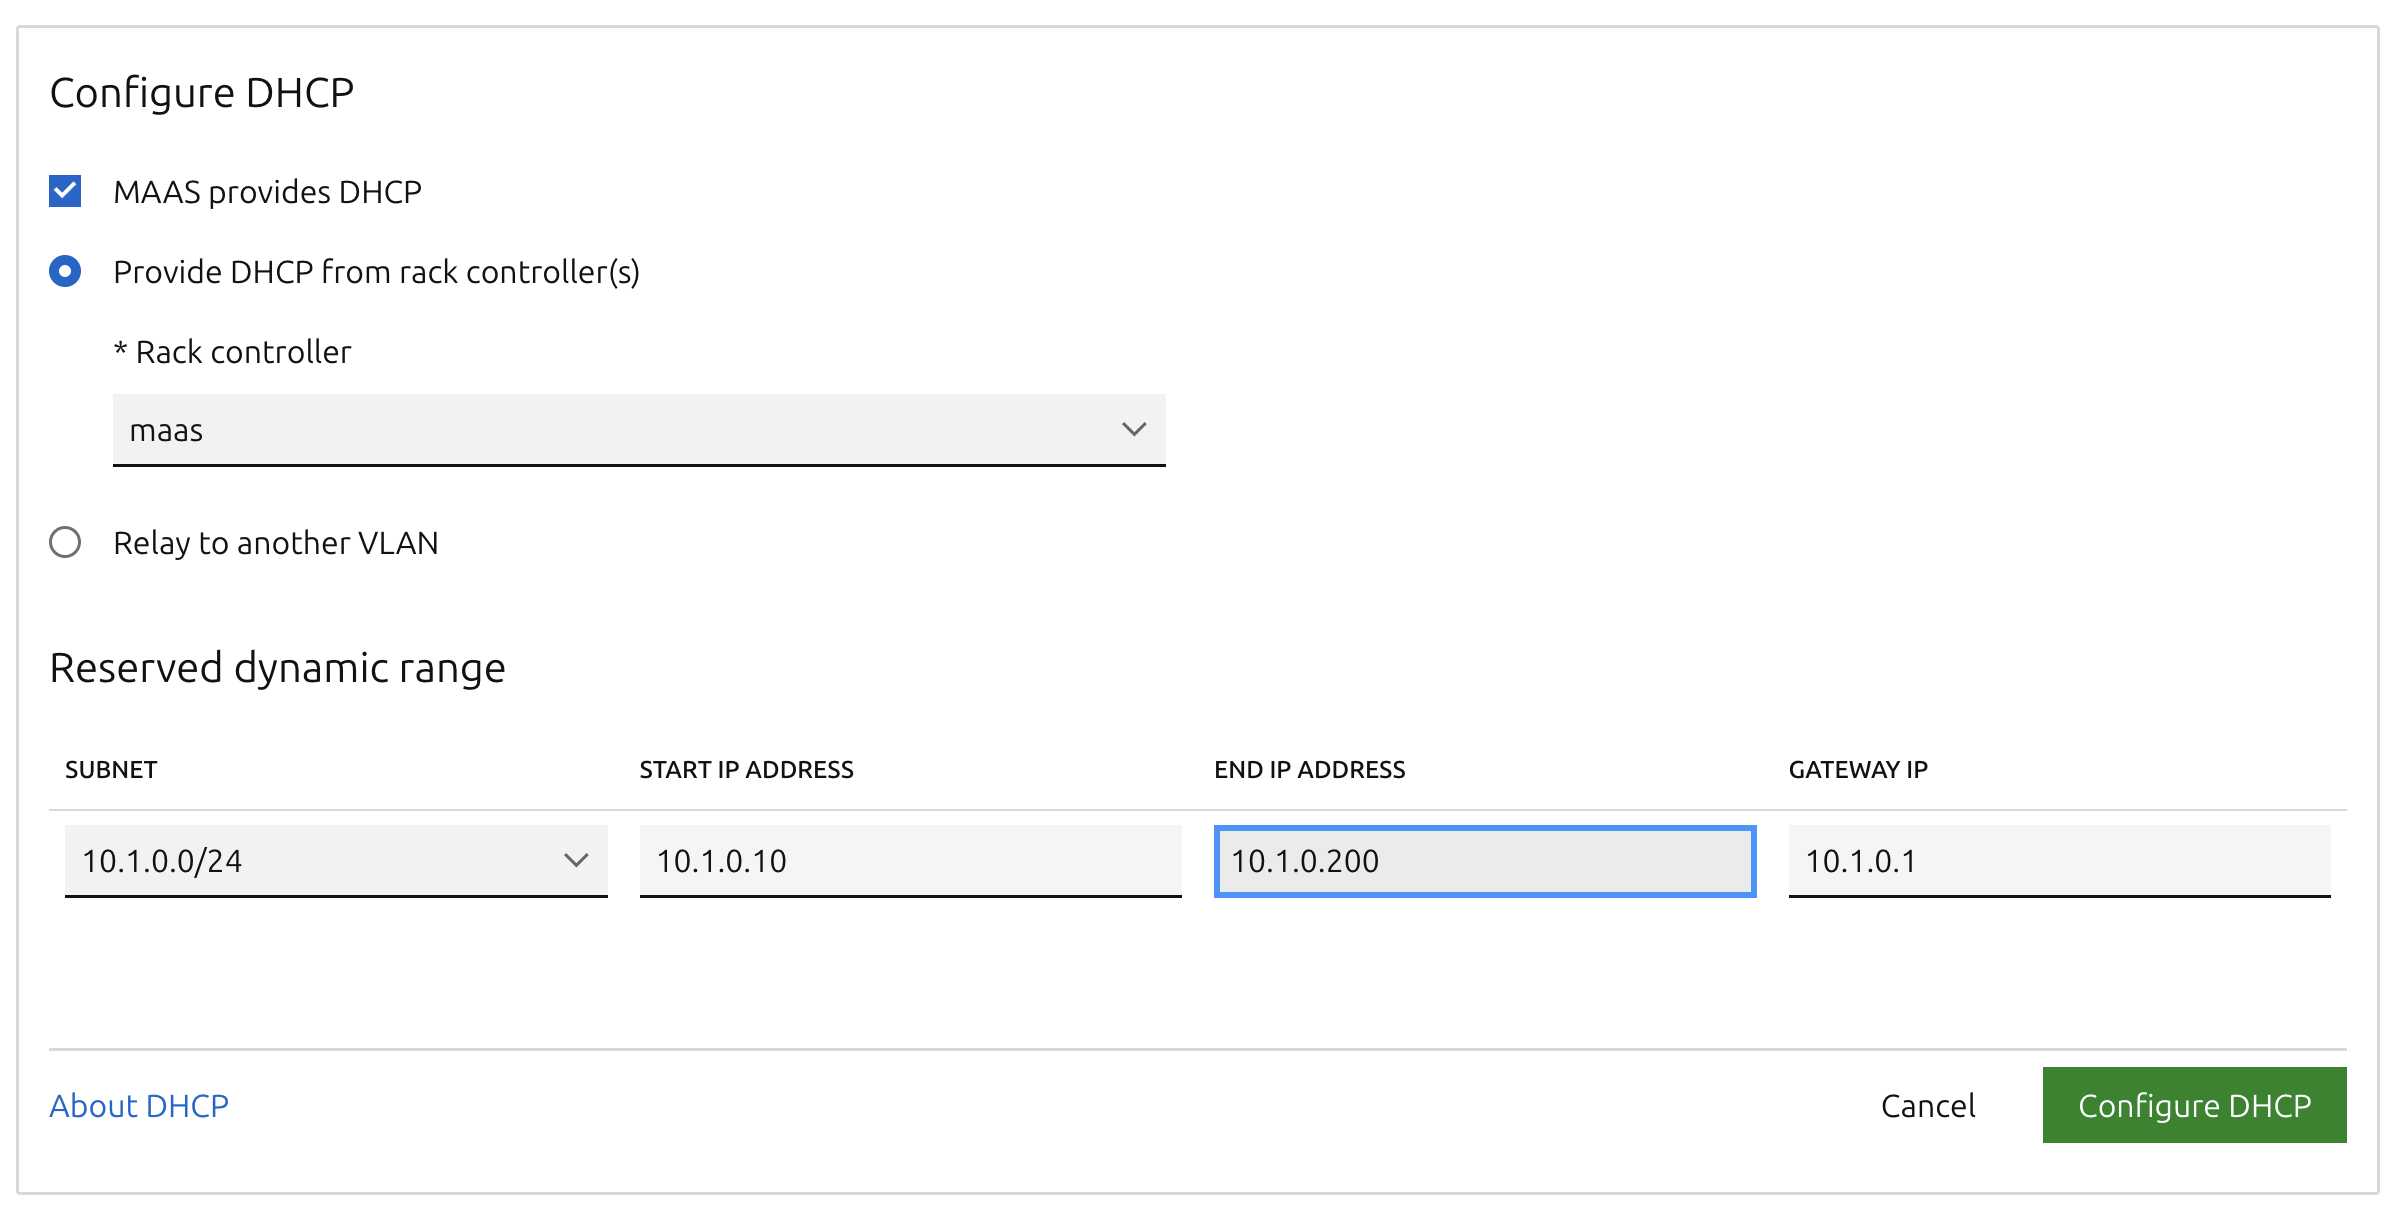 Configure DHCP
MAAS provides DHCP
Provide DHCP from rack controller(s)
* Rack controller
maas
Relay to another VLAN
Reserved dynamic range
SUBNET START IP ADDRESS END IP ADDRESS GATEWAY IP
10.1.0.0/24 10.1.0.10 10.1.0.200 10.1.0.1
About DHCP Cancel Configure DHCP